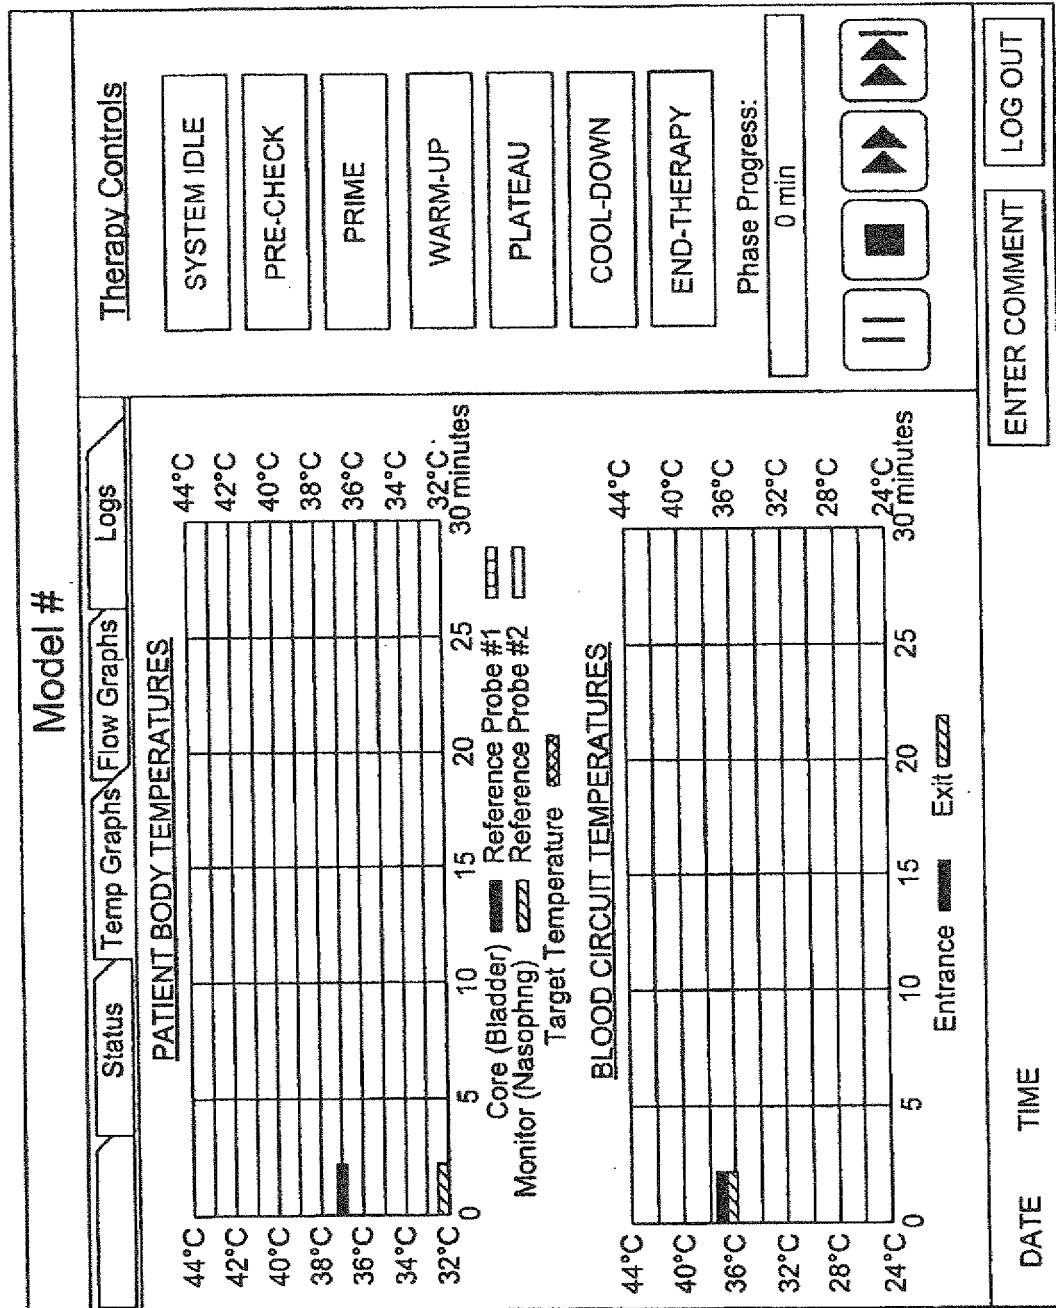 Model #
Status
Temp Graphs
Flow Graphs
Logs
PATIENT BODY TEMPERATURES
44°C
42°C
40°C
38°C
36°C
34°C
32°C
44°C
42°C
40°C
38°C
36°C
34°C
32°C
0 5 10 15 20 25 30 minutes
Core (Bladder) Reference Probe #1
Monitor (Nasophng) Reference Probe #2
Target Temperature
BLOOD CIRCUIT TEMPERATURES
44°C
40°C
36°C
32°C
28°C
24°C
44°C
40°C
36°C
32°C
28°C
24°C
0 5 10 15 20 25 30 minutes
Entrance Exit
Therapy Controls
SYSTEM IDLE
PRE-CHECK
PRIME
WARM-UP
PLATEAU
COOL-DOWN
END-THERAPY
Phase Progress:
0 min
DATE TIME
ENTER COMMENT
LOG OUT